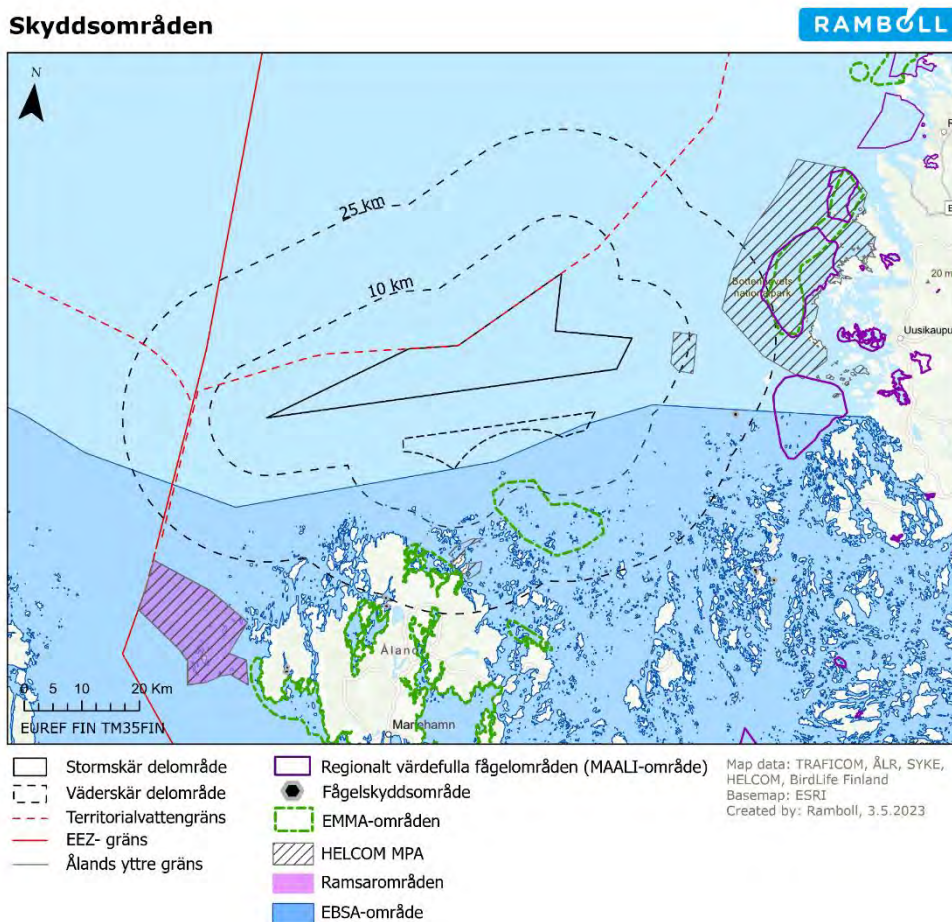 Skyddsområden
RAMBOLL
N
25 km
10 km
nationalpark
20 m
Uusikaupu
Åland
Mariehamn
0 5 10 20 Km
EUREF FIN TM35FIN
Stormskär delområde
Väderskär delområde
Territorialvattengräns
EEZ- gräns
Ålands yttre gräns
Regionalt värdefulla fågelområden (MAALI-område)
Fågelskyddsområde
EMMA-områden
HELCOM MPA
Ramsarområden
EBSA-område
Map data: TRAFICOM, ÅLR, SYKE,
HELCOM, BirdLife Finland
Basemap: ESRI
Created by: Ramboll, 3.5.2023